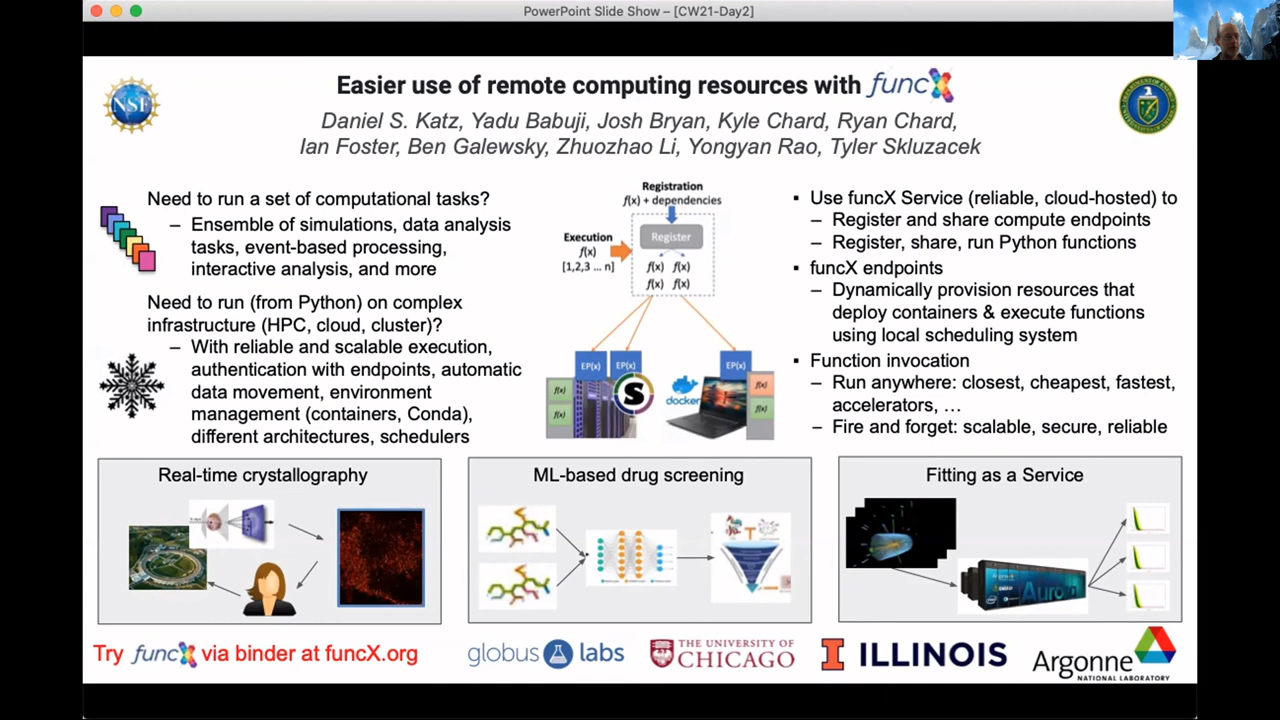 PowerPoint Slide Show – [CW21-Day2]
Easier use of remote computing resources with funcX
NSF
Daniel S. Katz, Yadu Babuji, Josh Bryan, Kyle Chard, Ryan Chard,
Ian Foster, Ben Galewsky, Zhuozhao Li, Yongyan Rao, Tyler Skluzacek
Need to run a set of computational tasks?
– Ensemble of simulations, data analysis
tasks, event-based processing,
interactive analysis, and more
Need to run (from Python) on complex
infrastructure (HPC, cloud, cluster)?
– With reliable and scalable execution,
authentication with endpoints, automatic
data movement, environment
management (containers, Conda),
different architectures, schedulers
Registration
f(x) + dependencies
Register
Execution
f(x)
[1,2,3 ... n]
f(x) f(x)
f(x) f(x)
EP(x) EP(x) EP(x)
f(x)
f(x)
S
docker
f(x)
f(x)
▪ Use funcX Service (reliable, cloud-hosted) to
– Register and share compute endpoints
– Register, share, run Python functions
▪ funcX endpoints
– Dynamically provision resources that
deploy containers & execute functions
using local scheduling system
▪ Function invocation
– Run anywhere: closest, cheapest, fastest,
accelerators, …
– Fire and forget: scalable, secure, reliable
Real-time crystallography
ML-based drug screening
Fitting as a Service
Aurora
Try funcX via binder at funcX.org
globus labs
THE UNIVERSITY OF
CHICAGO
I ILLINOIS
Argonne
NATIONAL LABORATORY